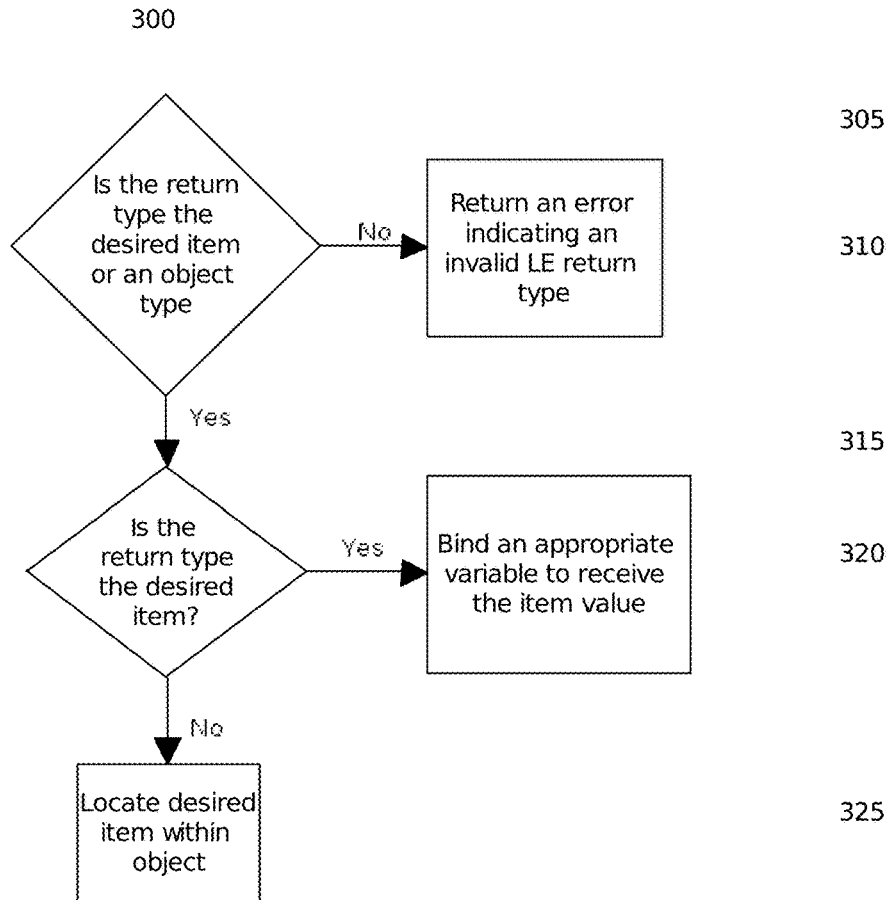 300
305
Is the return
type the
desired item
or an object
type
No
Return an error
indicating an
invalid LE return
type
310
Yes
315
Is the
return type
the desired
item?
Yes
Bind an appropriate
variable to receive
the item value
320
No
Locate desired
item within
object
325